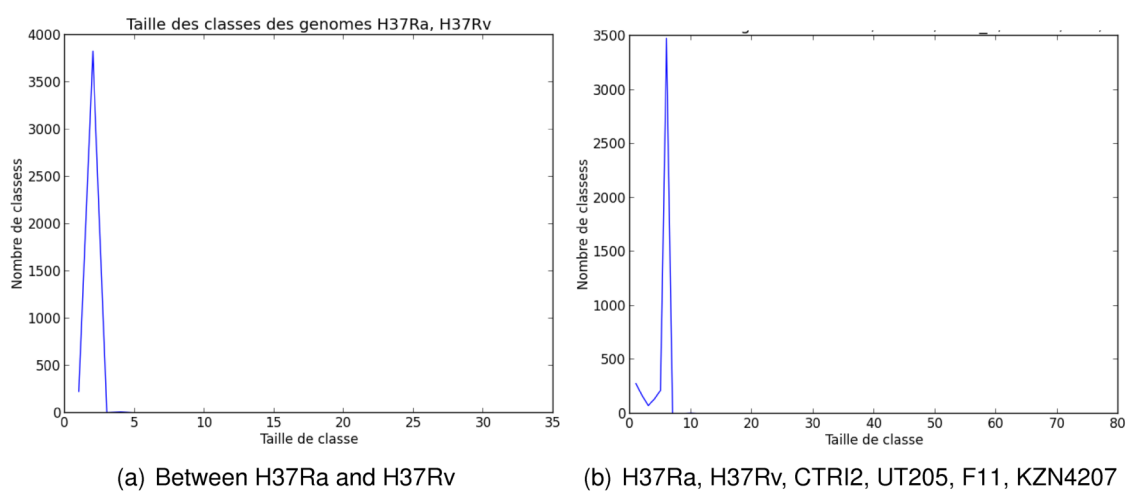 Taille des classes des genomes H37Ra, H37Rv
4000
3500
3000
2500
2000
1500
1000
500
0
Nombre de classess
0 5 10 15 20 25 30 35
Taille de classe
(a) Between H37Ra and H37Rv
3500
3000
2500
2000
1500
1000
500
0
Nombre de classess
0 10 20 30 40 50 60 70 80
Taille de classe
(b) H37Ra, H37Rv, CTRI2, UT205, F11, KZN4207